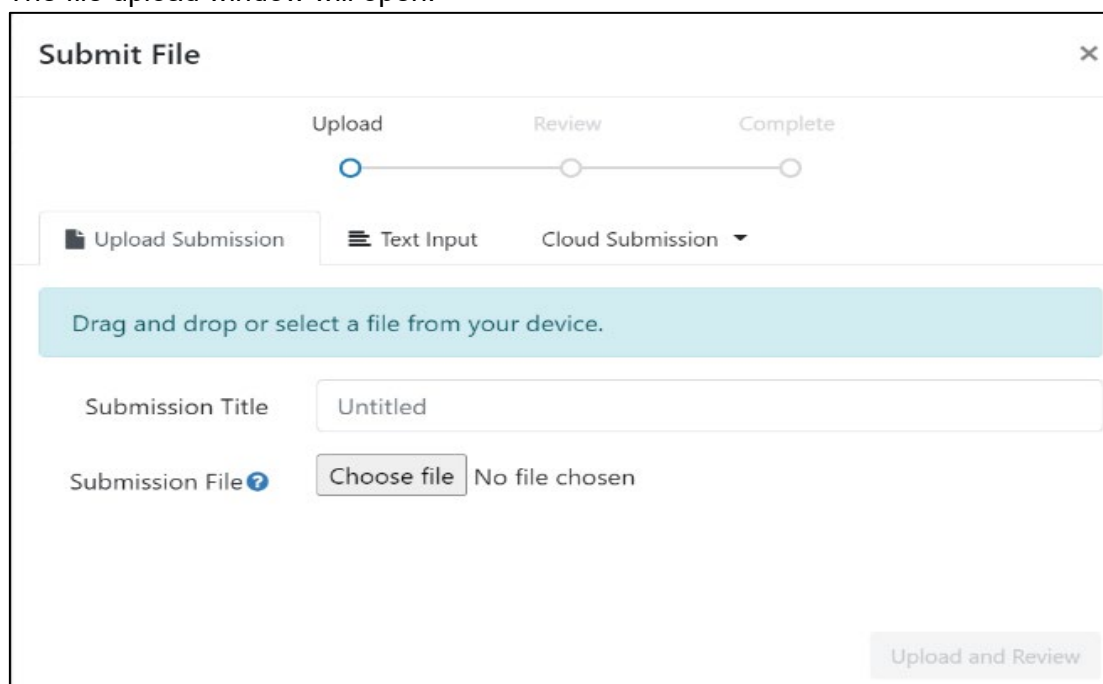 The file upload window will open.
Submit File ×
Upload Review Complete
Upload Submission Text Input Cloud Submission
Drag and drop or select a file from your device.
Submission Title Untitled
Submission File Choose file No file chosen
Upload and Review